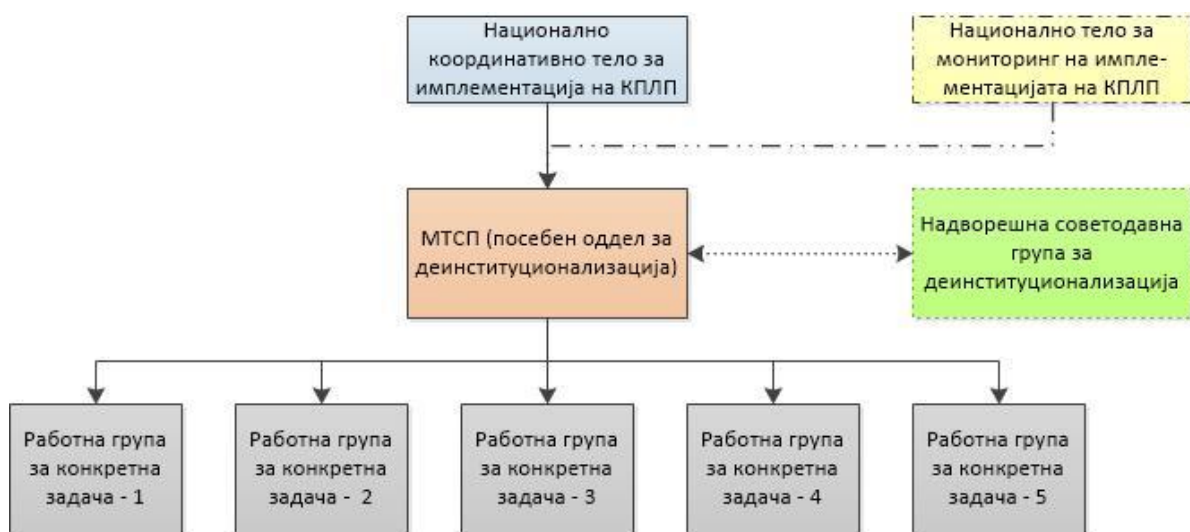 Национално
координативно тело за
имплементација на КПЛП
Национално тело за
мониторинг на импле-
ментацијата на КПЛП
МТСП (посебен оддел за
деинституционализација)
Надворешна советодавна
група за
деинституционализација
Работна група
за конкретна
задача - 1
Работна група
за конкретна
задача - 2
Работна група
за конкретна
задача - 3
Работна група
за конкретна
задача - 4
Работна група
за конкретна
задача - 5